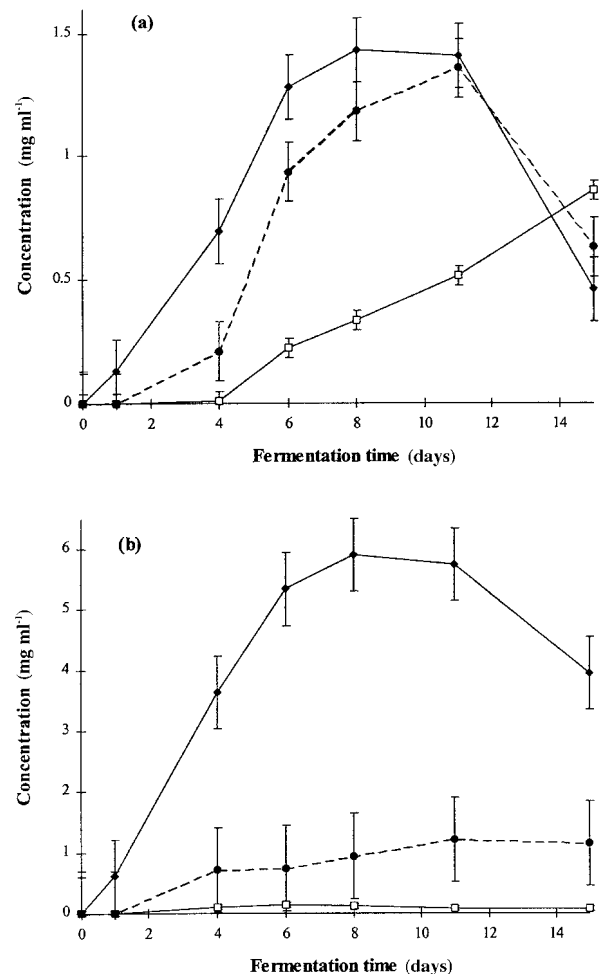 (a)
1.5
1
0.5
0
Concentration (mg ml⁻¹)
0 2 4 6 8 10 12 14
Fermentation time (days)
(b)
6
5
4
3
2
1
0
Concentration (mg ml⁻¹)
0 2 4 6 8 10 12 14
Fermentation time (days)